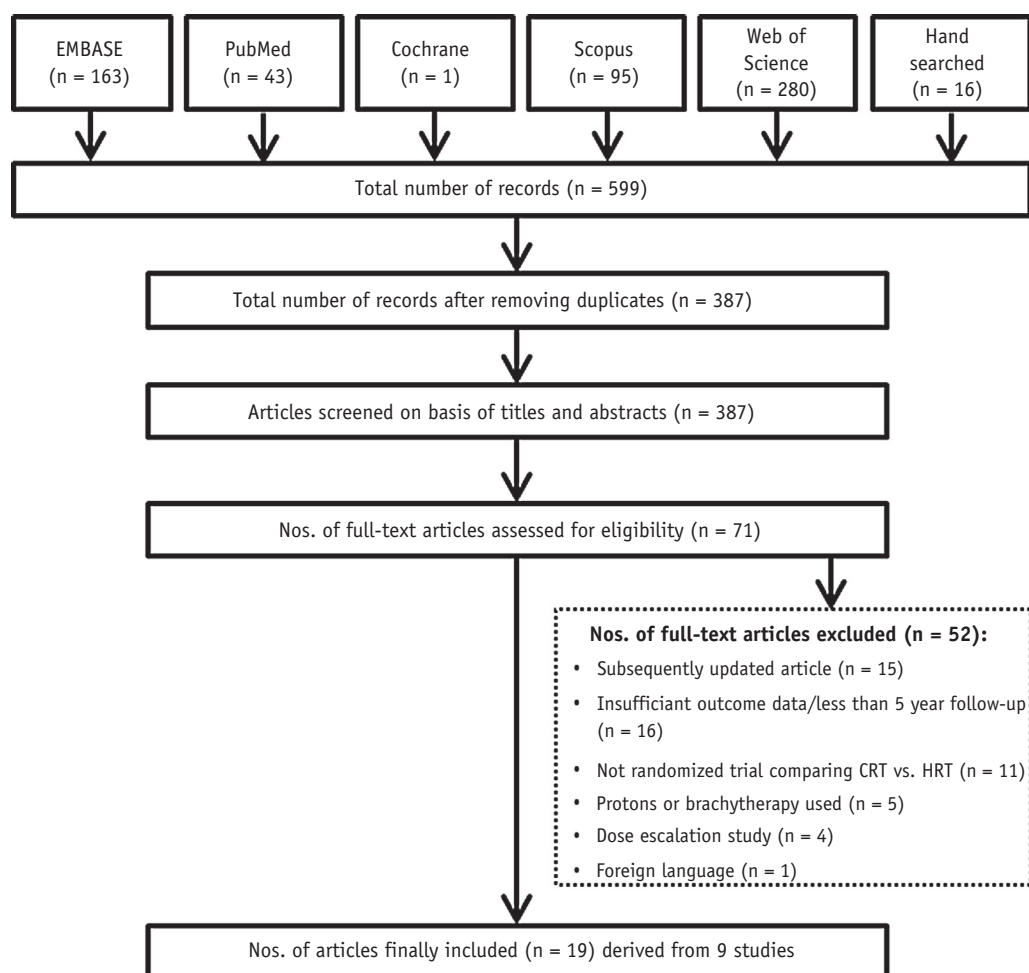 EMBASE
(n = 163)
PubMed
(n = 43)
Cochrane
(n = 1)
Scopus
(n = 95)
Web of
Science
(n = 280)
Hand
searched
(n = 16)
Total number of records (n = 599)
Total number of records after removing duplicates (n = 387)
Articles screened on basis of titles and abstracts (n = 387)
Nos. of full-text articles assessed for eligibility (n = 71)
Nos. of full-text articles excluded (n = 52):
• Subsequently updated article (n = 15)
• Insufficient outcome data/less than 5 year follow-up
(n = 16)
• Not randomized trial comparing CRT vs. HRT (n = 11)
• Protons or brachytherapy used (n = 5)
• Dose escalation study (n = 4)
• Foreign language (n = 1)
Nos. of articles finally included (n = 19) derived from 9 studies